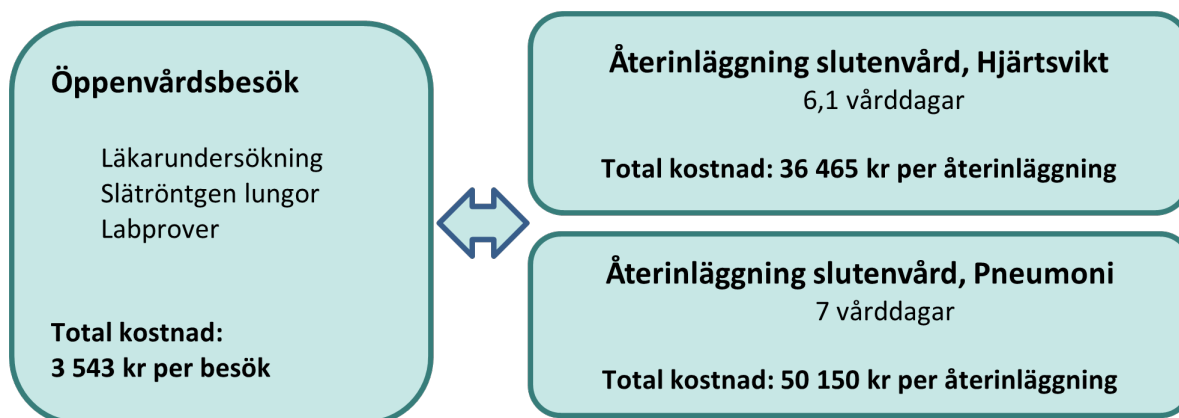 Öppenvårdsbesök
Läkarundersökning
Slätröntgen lungor
Labprover
Total kostnad:
3 543 kr per besök
Återinläggning slutenvård, Hjärtsvikt
6,1 vårddagar
Total kostnad: 36 465 kr per återinläggning
Återinläggning slutenvård, Pneumoni
7 vårddagar
Total kostnad: 50 150 kr per återinläggning